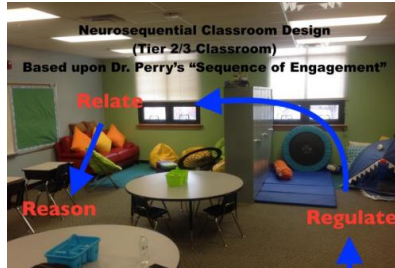 Neurosequential Classroom Design
(Tier 2/3 Classroom)
Based upon Dr. Perry's "Sequence of Engagement"
Relate
Reason
Regulate